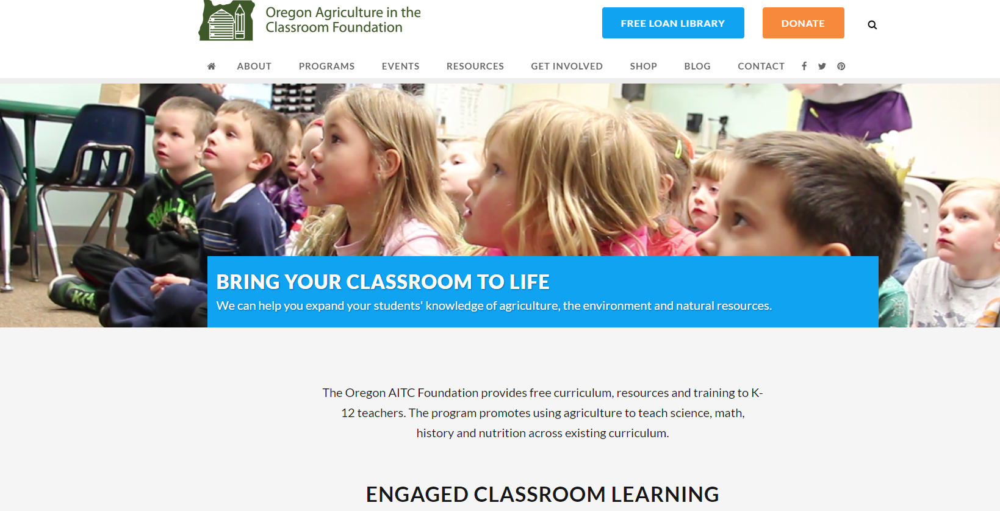 Oregon Agriculture in the
Classroom Foundation
FREE LOAN LIBRARY
DONATE
ABOUT PROGRAMS EVENTS RESOURCES GET INVOLVED SHOP BLOG CONTACT
BRING YOUR CLASSROOM TO LIFE
We can help you expand your students' knowledge of agriculture, the environment and natural resources.
The Oregon AITC Foundation provides free curriculum, resources and training to K-
12 teachers. The program promotes using agriculture to teach science, math,
history and nutrition across existing curriculum.
ENGAGED CLASSROOM LEARNING